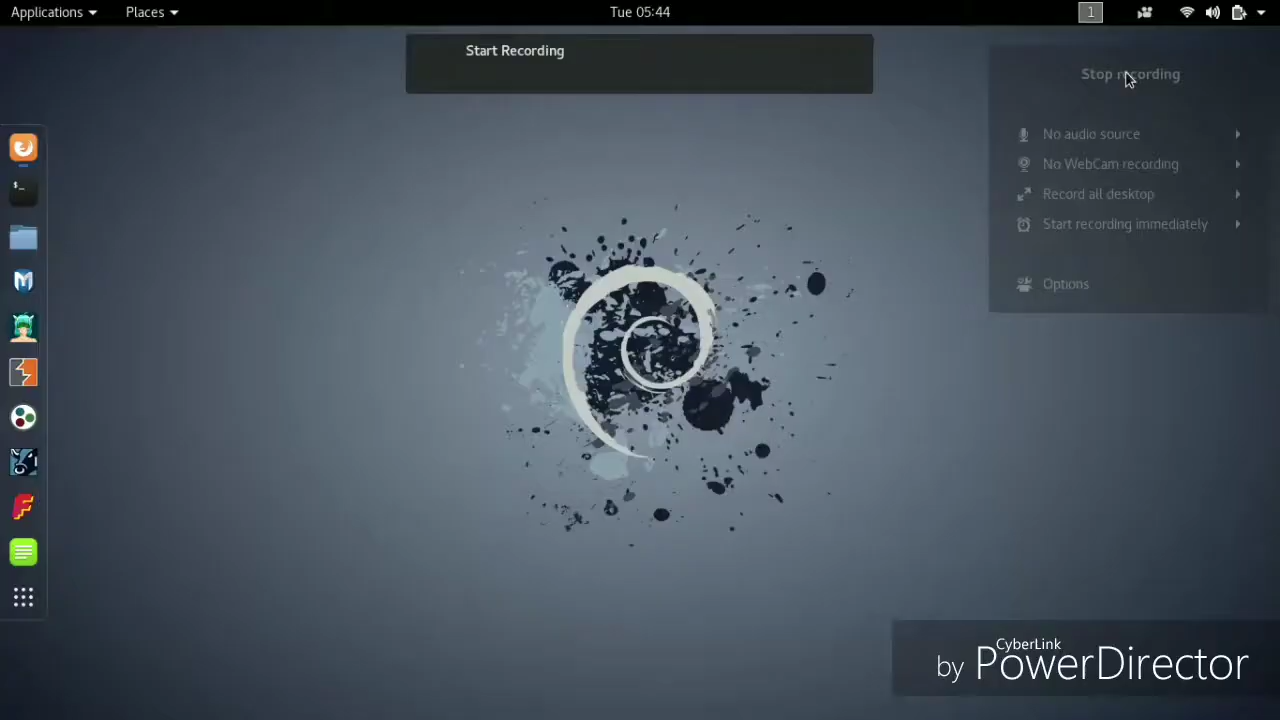 Applications
Places
Tue 05:44
1
Start Recording
Stop recording
No audio source
No WebCam recording
Record all desktop
Start recording immediately
Options
$-
CyberLink
by PowerDirector